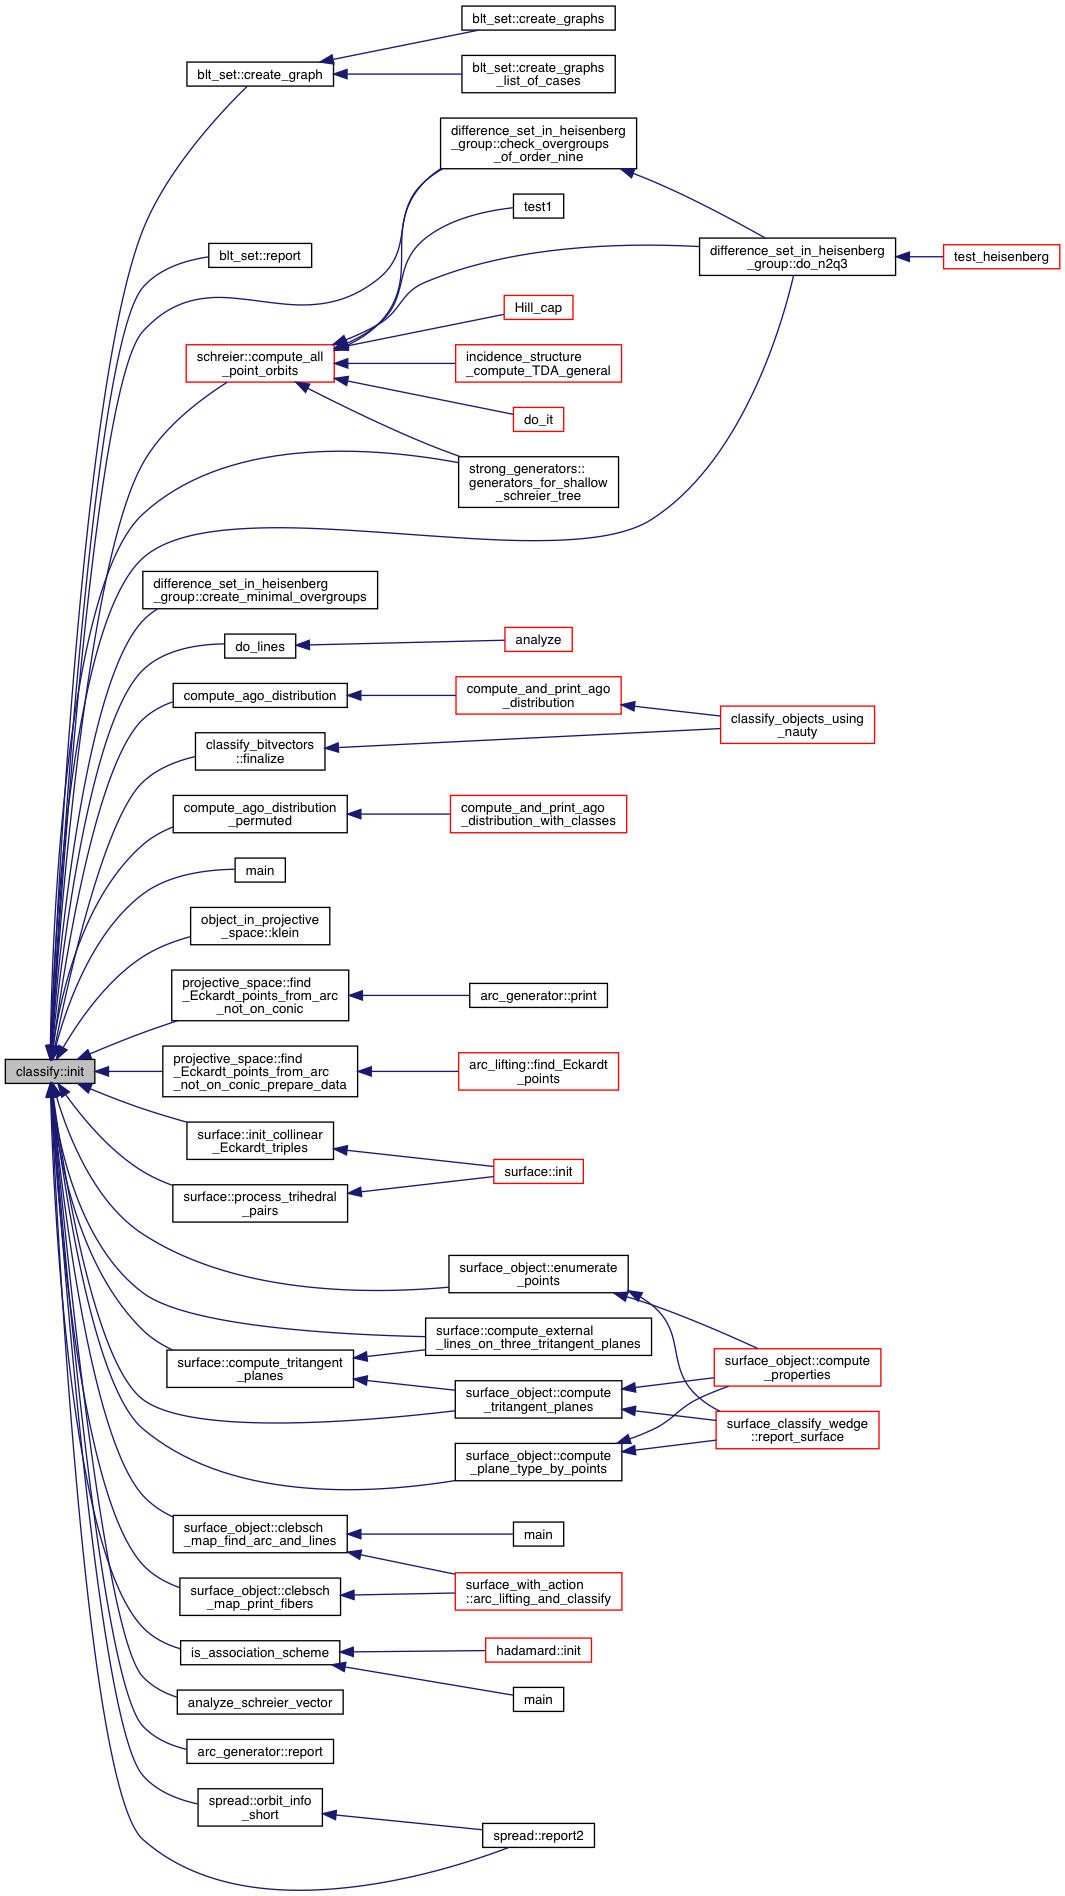 blt_set::create_graphs
blt_set::create_graph
blt_set::create_graphs
_list_of_cases
difference_set_in_heisenberg
_group::check_overgroups
_of_order_nine
test1
blt_set::report
difference_set_in_heisenberg
_group::do_n2q3
test_heisenberg
Hill_cap
schreier::compute_all
_point_orbits
incidence_structure
_compute_TDA_general
do_it
strong_generators::
generators_for_shallow
_schreier_tree
difference_set_in_heisenberg
_group::create_minimal_overgroups
do_lines
analyze
compute_ago_distribution
compute_and_print_ago
_distribution
classify_objects_using
_nauty
classify_bitvectors
::finalize
compute_ago_distribution
_permuted
compute_and_print_ago
_distribution_with_classes
main
object_in_projective
_space::klein
projective_space::find
_Eckardt_points_from_arc
_not_on_conic
arc_generator::print
classify::init
projective_space::find
_Eckardt_points_from_arc
_not_on_conic_prepare_data
arc_lifting::find_Eckardt
_points
surface::init_collinear
_Eckardt_triples
surface::init
surface::process_trihedral
_pairs
surface_object::enumerate
_points
surface::compute_external
_lines_on_three_tritangent_planes
surface::compute_tritangent
_planes
surface_object::compute
_properties
surface_object::compute
_tritangent_planes
surface_classify_wedge
::report_surface
surface_object::compute
_plane_type_by_points
surface_object::clebsch
_map_find_arc_and_lines
main
surface_with_action
::arc_lifting_and_classify
surface_object::clebsch
_map_print_fibers
is_association_scheme
hadamard::init
main
analyze_schreier_vector
arc_generator::report
spread::orbit_info
_short
spread::report2